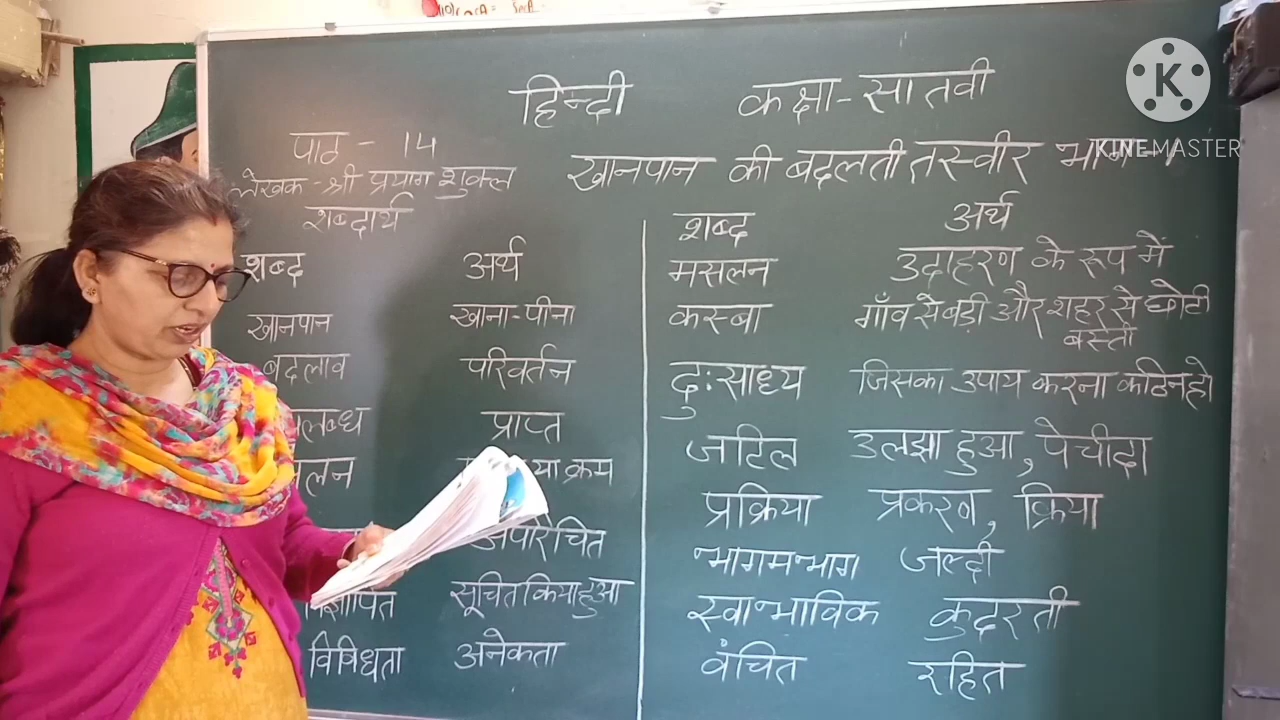 हिन्दी कक्षा - सातवी
पाठ - 14
खानपान की बदलती तस्वीर
लेखक - श्री प्रयाग शुक्ल
शब्दार्थ
शब्द अर्थ
खानपान खाना-पीना
बदलाव परिवर्तन
प्राप्त
क्रम
सूचित किया हुआ
विविधता अनेकता
शब्द अर्थ
मसलन उदाहरण के रूप में
कस्बा गाँव से बड़ी और शहर से छोटी
बस्ती
दुःसाध्य जिसका उपाय करना कठिन हो
जटिल उलझा हुआ, पेचीदा
प्रक्रिया प्रकरण, क्रिया
भागमभाग जल्दी
स्वाभाविक कुदरती
वंचित रहित
K
KINEMASTER